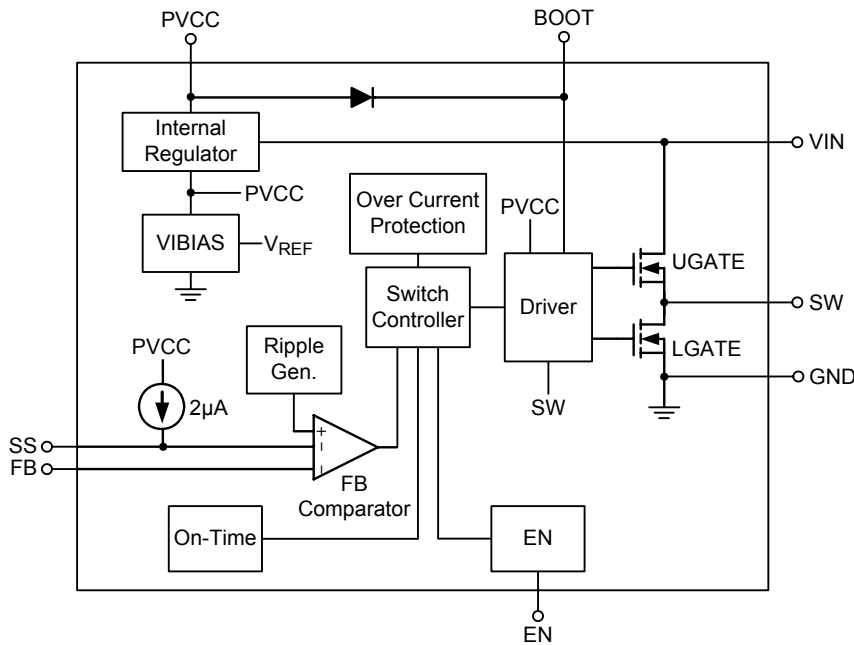 PVCC
BOOT
Internal
Regulator
VIN
PVCC
Over Current
Protection
PVCC
VIBIAS
VREF
UGATE
Switch
Controller
Driver
SW
PVCC
Ripple
Gen.
LGATE
GND
2µA
SW
SS
FB
+
−
−
FB
Comparator
On-Time
EN
EN